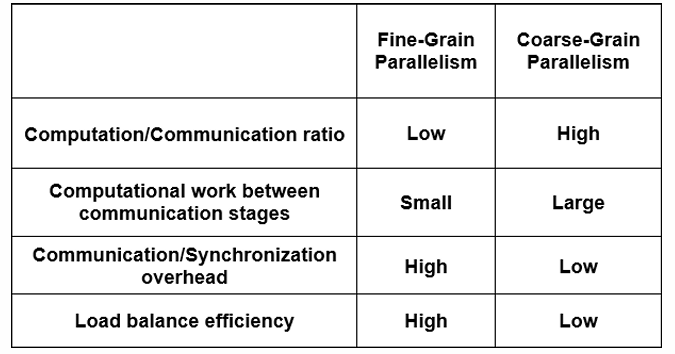 Fine-Grain Parallelism
Coarse-Grain Parallelism
Computation/Communication ratio
Low
High
Computational work between
communication stages
Small
Large
Communication/Synchronization
overhead
High
Low
Load balance efficiency
High
Low